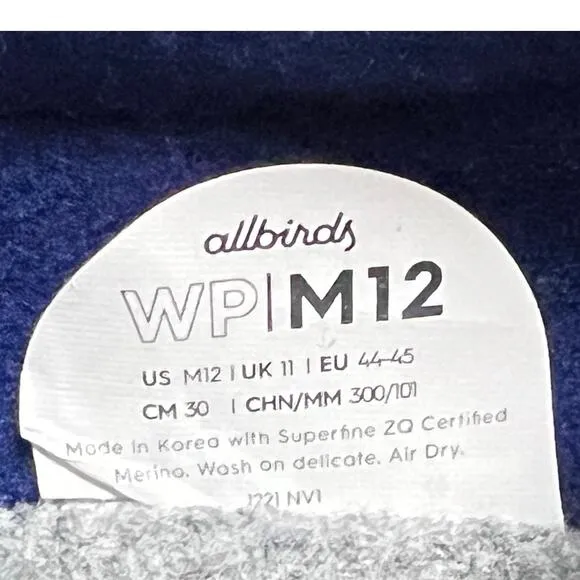 allbirds
WP|M12
US M12 | UK 11 | EU 44-45
CM 30 | CHN/MM 300/101
Made in Korea with Superfine ZQ Certified
Merino. Wash on delicate. Air Dry.
1221 NV1